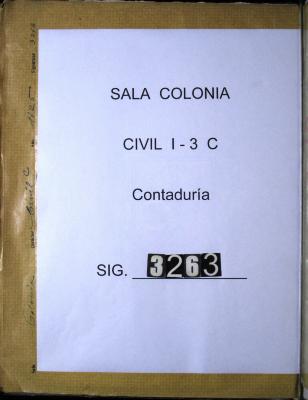 SALA COLONIA
CIVIL I - 3 C
Contaduría
SIG. 3263